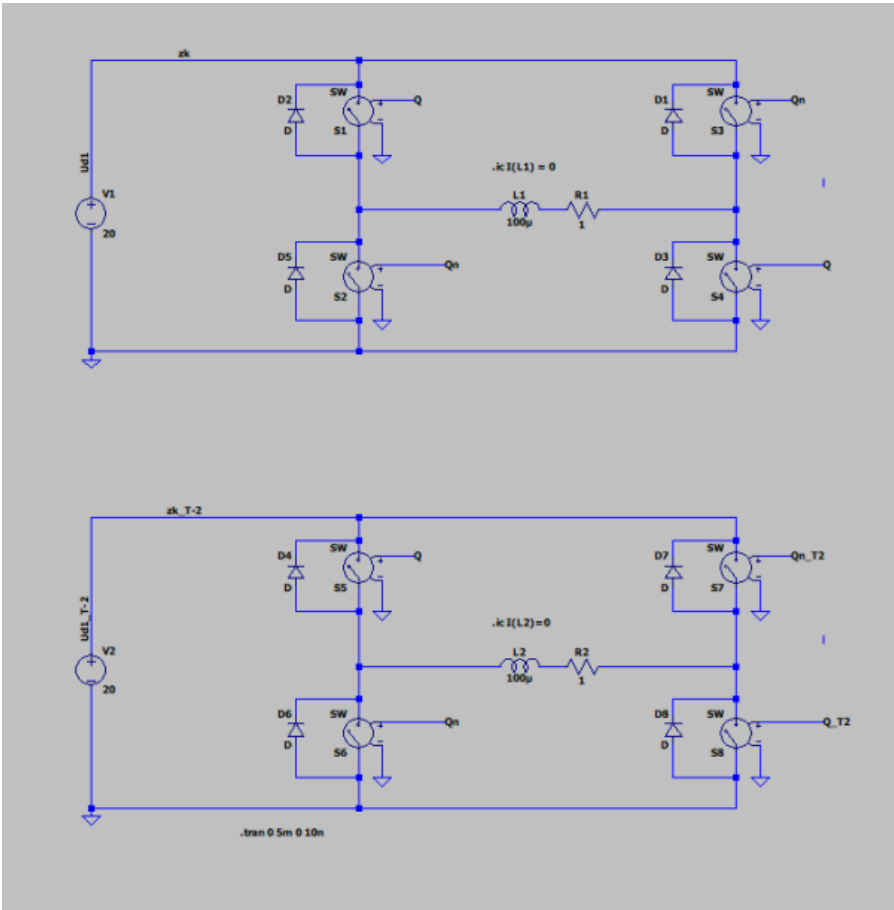 zk
D2
SW
Q
D
S1
D1
SW
Qn
D
S3
Ud1
.ic I(L1) = 0
V1
20
L1
100µ
R1
1
D5
SW
Qn
D
S2
D3
SW
Q
D
S4
zk_T-2
D4
SW
Q
D
S5
D7
SW
Qn_T2
D
S7
Ud1_T-2
.ic I(L2)=0
V2
20
L2
100µ
R2
1
D6
SW
Qn
D
S6
D8
SW
Q_T2
D
S8
.tran 0 5m 0 10n